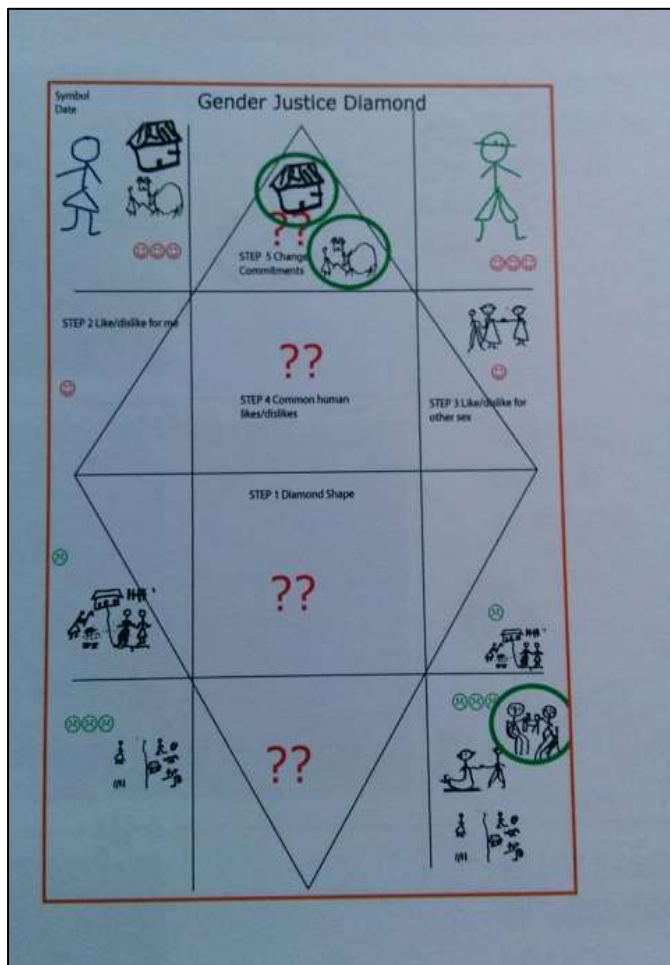 Symbol
Date
Gender Justice Diamond
??
STEP 5 Change
Commitments
STEP 2 Like/dislike for me
??
STEP 4 Common human
likes/dislikes
STEP 3 Like/dislike for
other sex
STEP 1 Diamond Shape
??
??